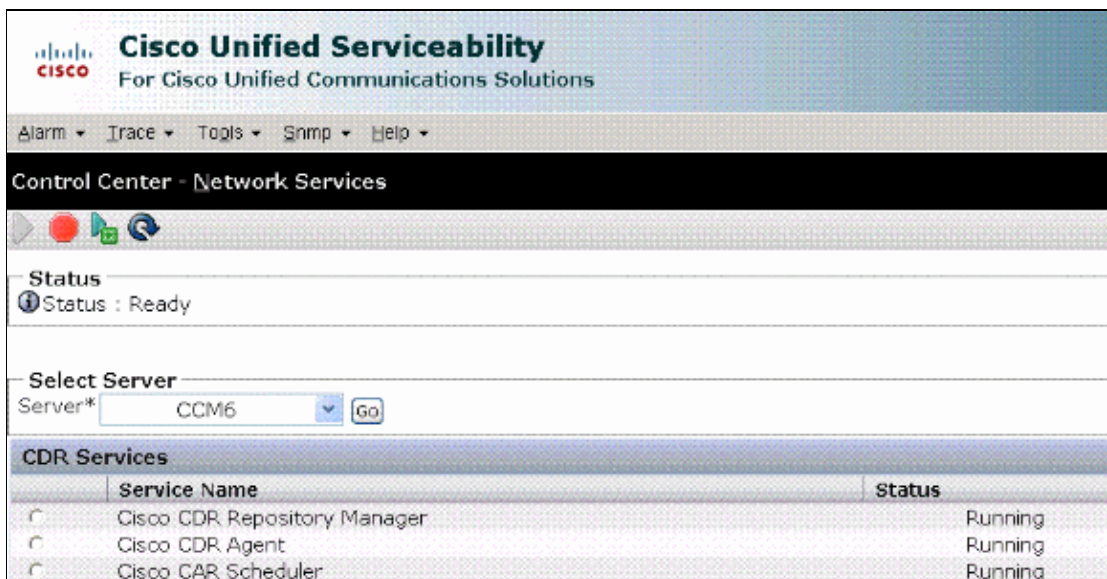 Cisco Unified Serviceability
CISCO
For Cisco Unified Communications Solutions
Alarm Trace Tools Snmp Help
Control Center - Network Services
Status
Status : Ready
Select Server
Server* CCM6 Go
CDR Services
Service Name Status
Cisco CDR Repository Manager Running
Cisco CDR Agent Running
Cisco CAR Scheduler Running